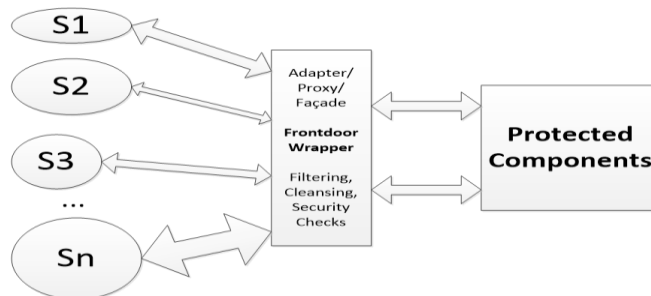 S1
S2
S3
...
Sn
Adapter/
Proxy/
Façade
Frontdoor
Wrapper
Filtering,
Cleansing,
Security
Checks
Protected
Components